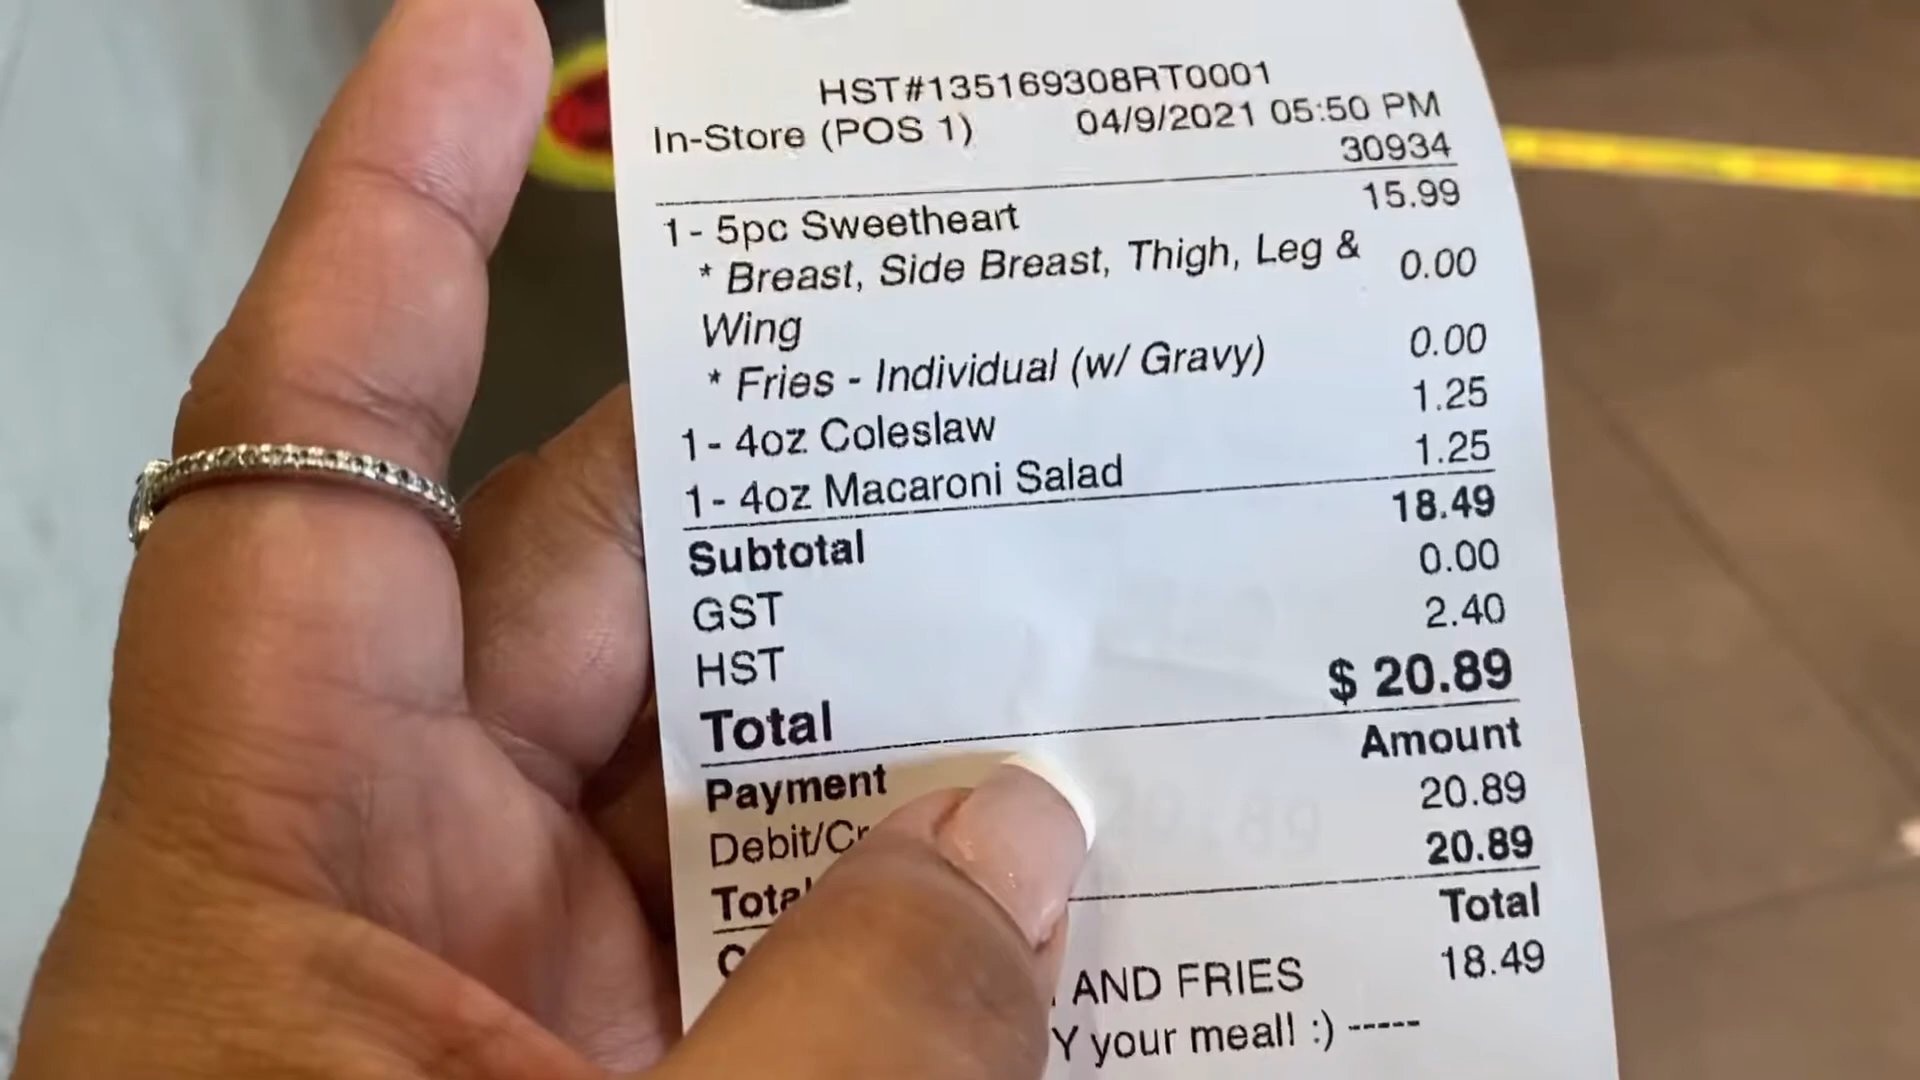 HST#135169308RT0001
In-Store (POS 1) 04/9/2021 05:50 PM
30934
1 - 5pc Sweetheart 15.99
* Breast, Side Breast, Thigh, Leg & 0.00
Wing
* Fries - Individual (w/ Gravy) 0.00
1 - 4oz Coleslaw 1.25
1 - 4oz Macaroni Salad 1.25
Subtotal 18.49
GST 0.00
HST 2.40
Total $ 20.89
Payment Amount
Debit/Cr 20.89
Total 20.89
Total
AND FRIES 18.49
Y your meal! :) -----